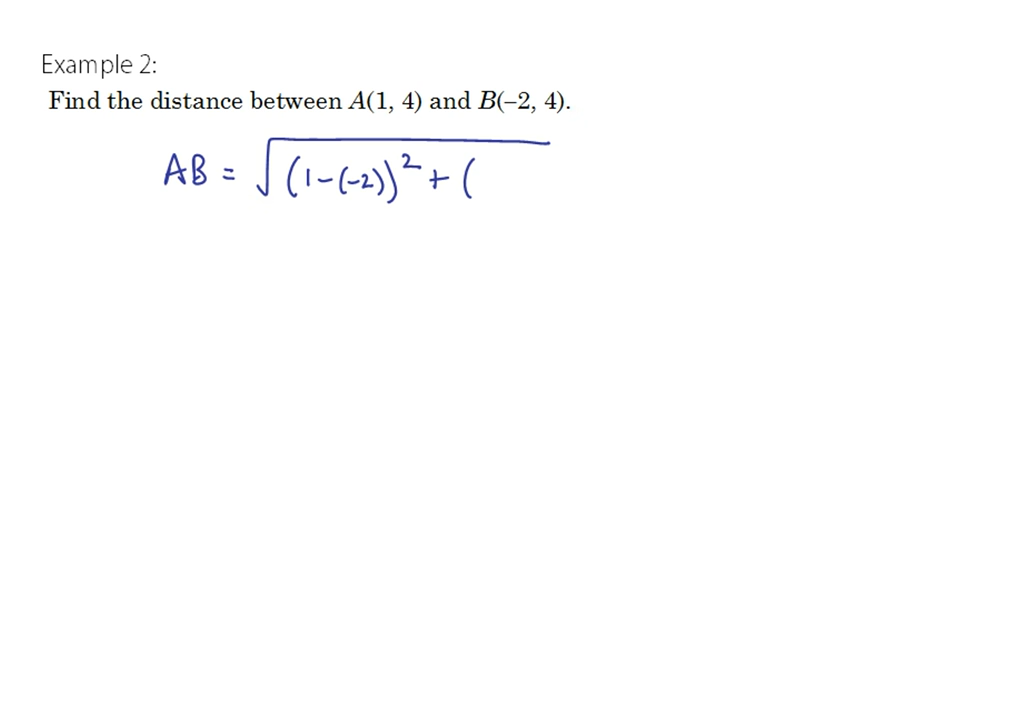 Example 2:
Find the distance between A(1, 4) and B(–2, 4).
AB = √(1-(-2))² + (